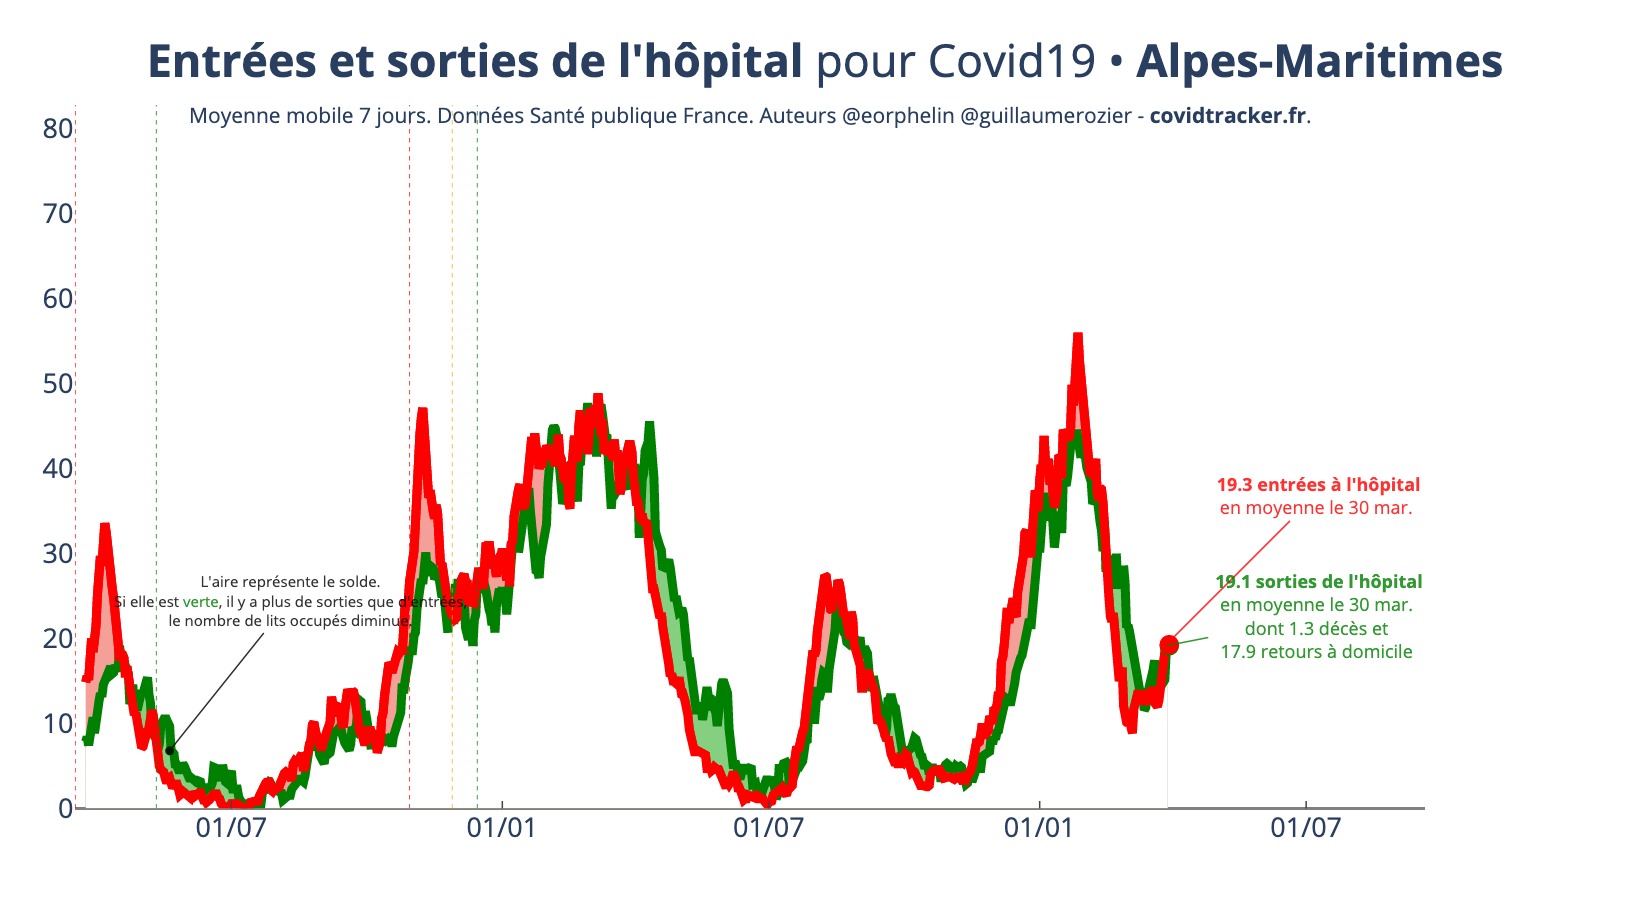 Entrées et sorties de l'hôpital pour Covid19 • Alpes-Maritimes
Moyenne mobile 7 jours. Données Santé publique France. Auteurs @eorphelin @guillaumerozier - covidtracker.fr.
80
70
60
50
40
30
20
10
0
L'aire représente le solde.
Si elle est verte, il y a plus de sorties que d'entrées,
le nombre de lits occupés diminue.
19.3 entrées à l'hôpital
en moyenne le 30 mar.
19.1 sorties de l'hôpital
en moyenne le 30 mar.
dont 1.3 décès et
17.9 retours à domicile
01/07
01/01
01/07
01/01
01/07